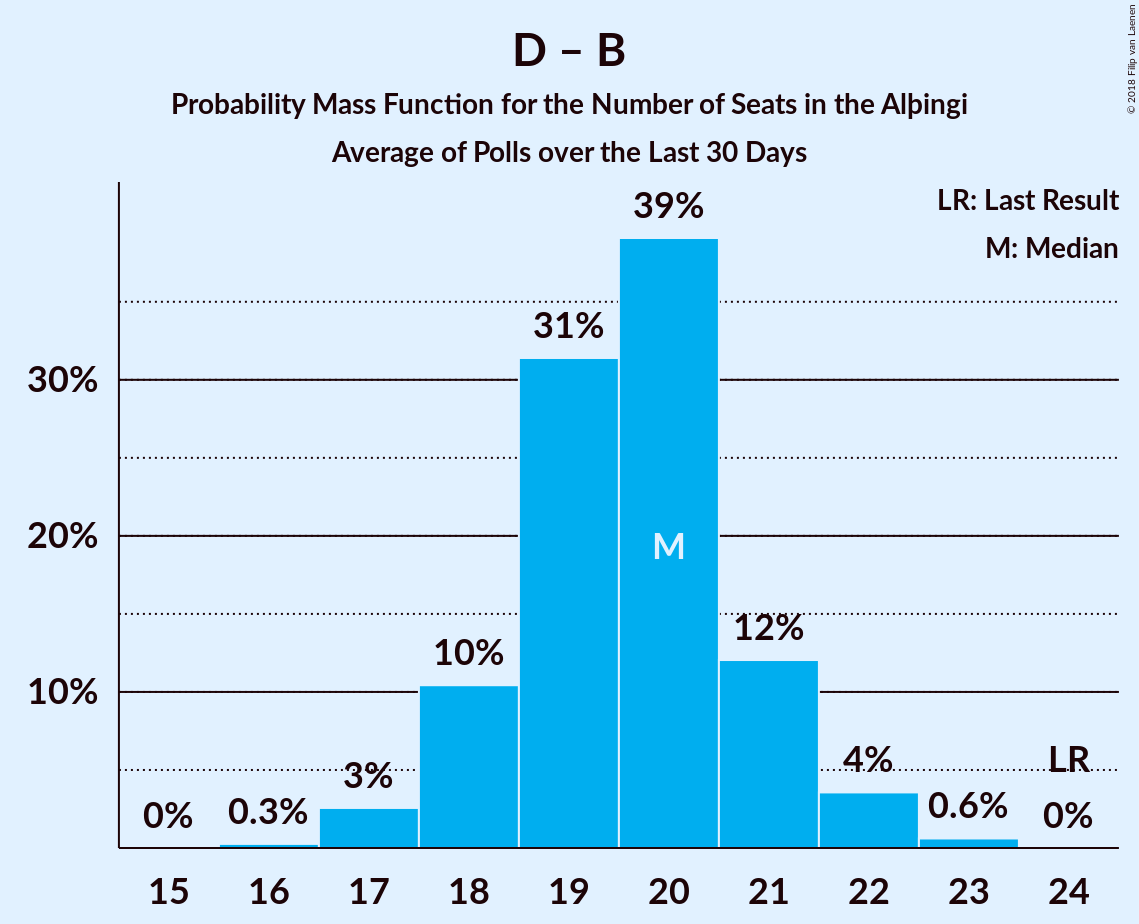 D – B
Probability Mass Function for the Number of Seats in the Alþingi
Average of Polls over the Last 30 Days
© 2018 Filip van Laenen
LR: Last Result
M: Median
39%
31%
30%
20%
M
12%
10%
10%
LR
4%
3%
0.6%
0.3%
0%
0%
15 16 17 18 19 20 21 22 23 24